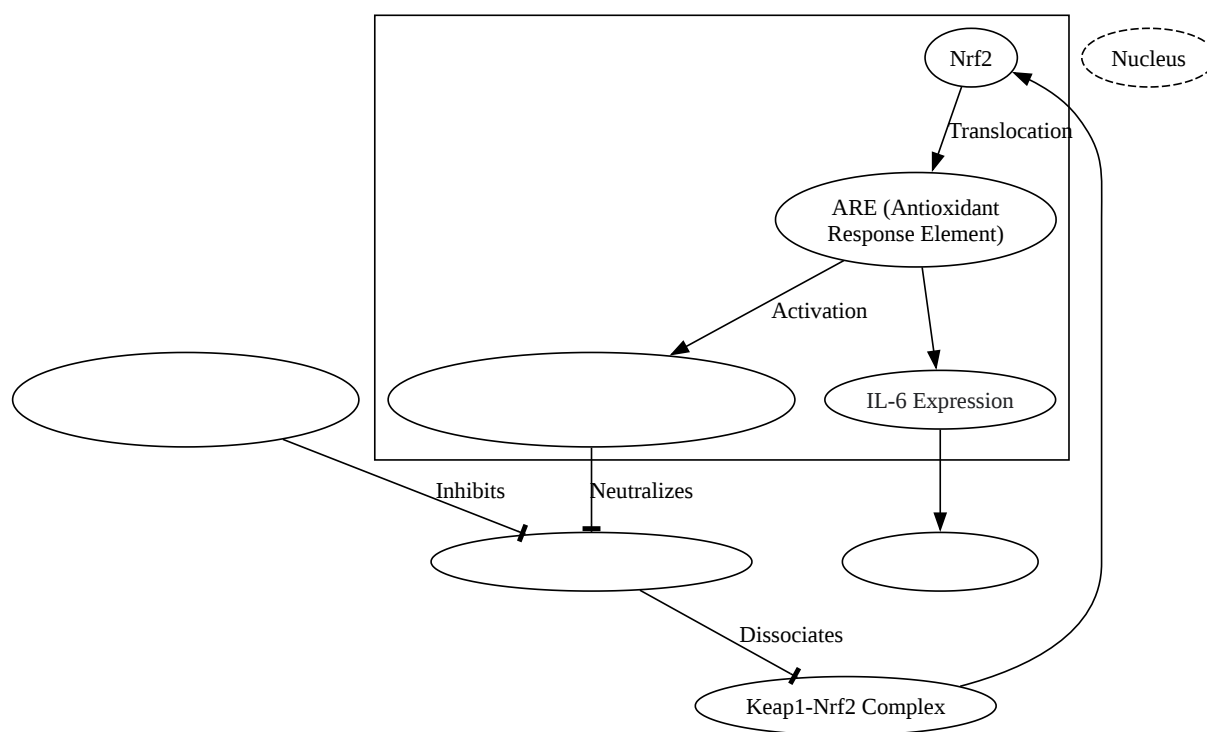 Nrf2
Nucleus
Translocation
ARE (Antioxidant
Response Element)
Activation
IL-6 Expression
Inhibits
Neutralizes
Dissociates
Keap1-Nrf2 Complex